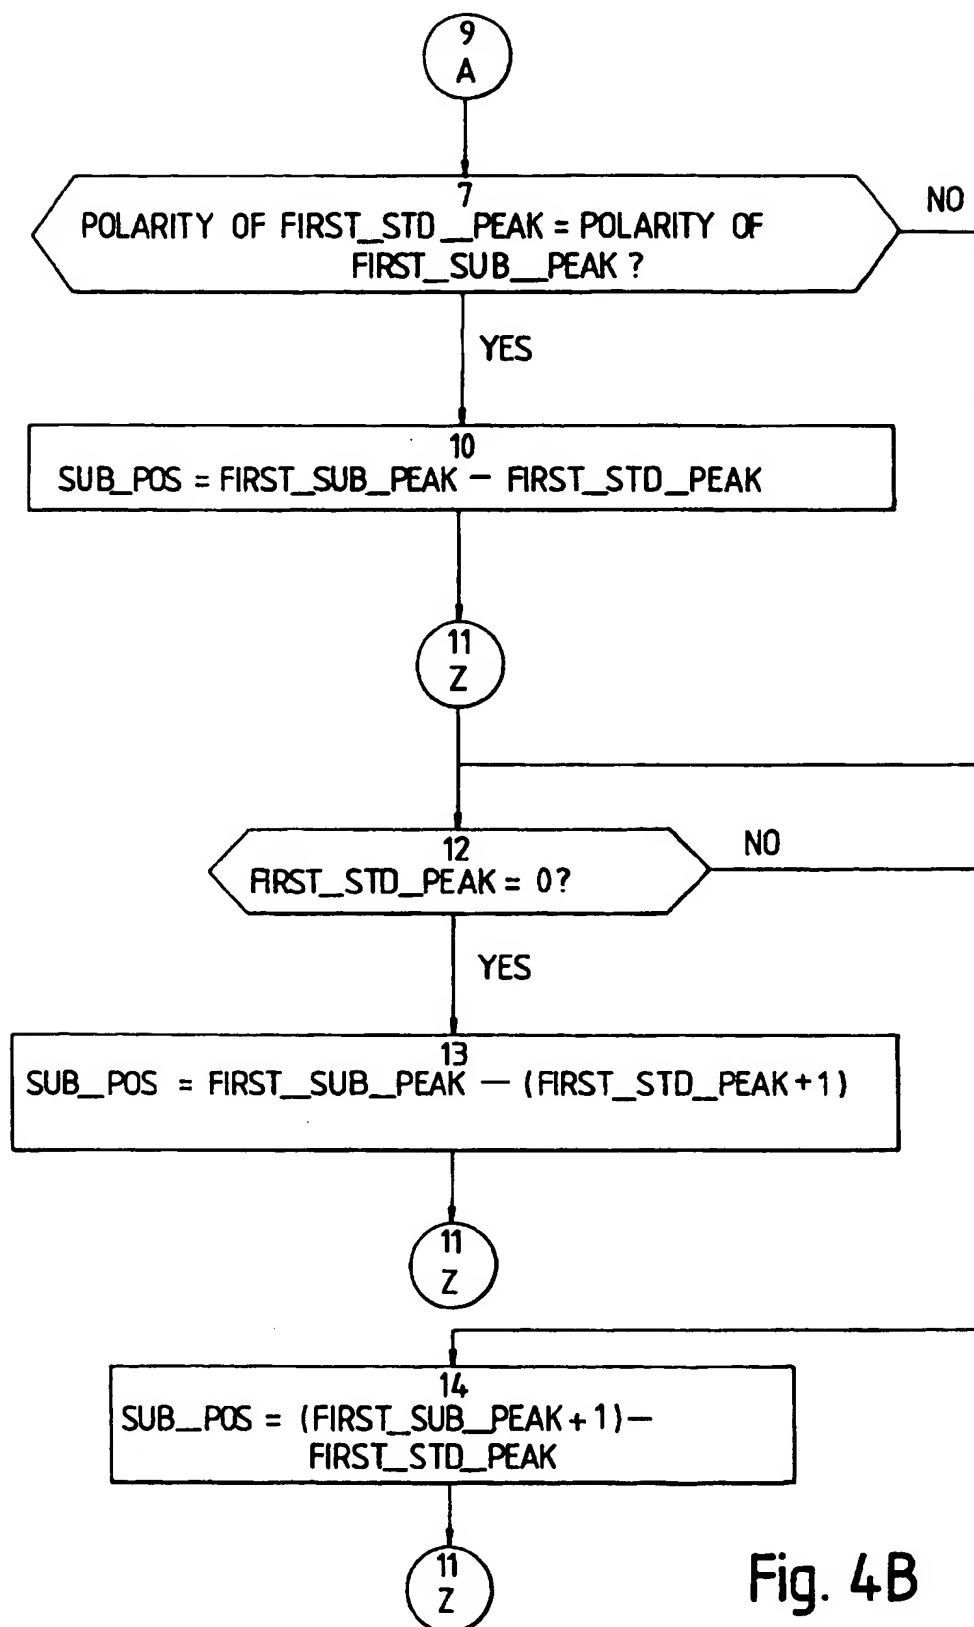 9
A
7
POLARITY OF FIRST_STD_PEAK = POLARITY OF
FIRST_SUB_PEAK ?
NO
YES
10
SUB_POS = FIRST_SUB_PEAK - FIRST_STD_PEAK
11
Z
12
FIRST_STD_PEAK = 0?
NO
YES
13
SUB_POS = FIRST_SUB_PEAK - (FIRST_STD_PEAK+1)
11
Z
14
SUB_POS = (FIRST_SUB_PEAK+1)-
FIRST_STD_PEAK
11
Z
Fig. 4B